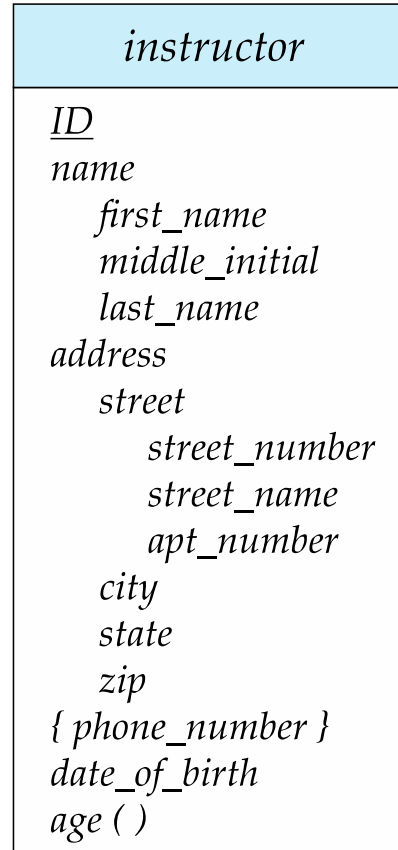 instructor
ID
name
first_name
middle_initial
last_name
address
street
street_number
street_name
apt_number
city
state
zip
{ phone_number }
date_of_birth
age ( )